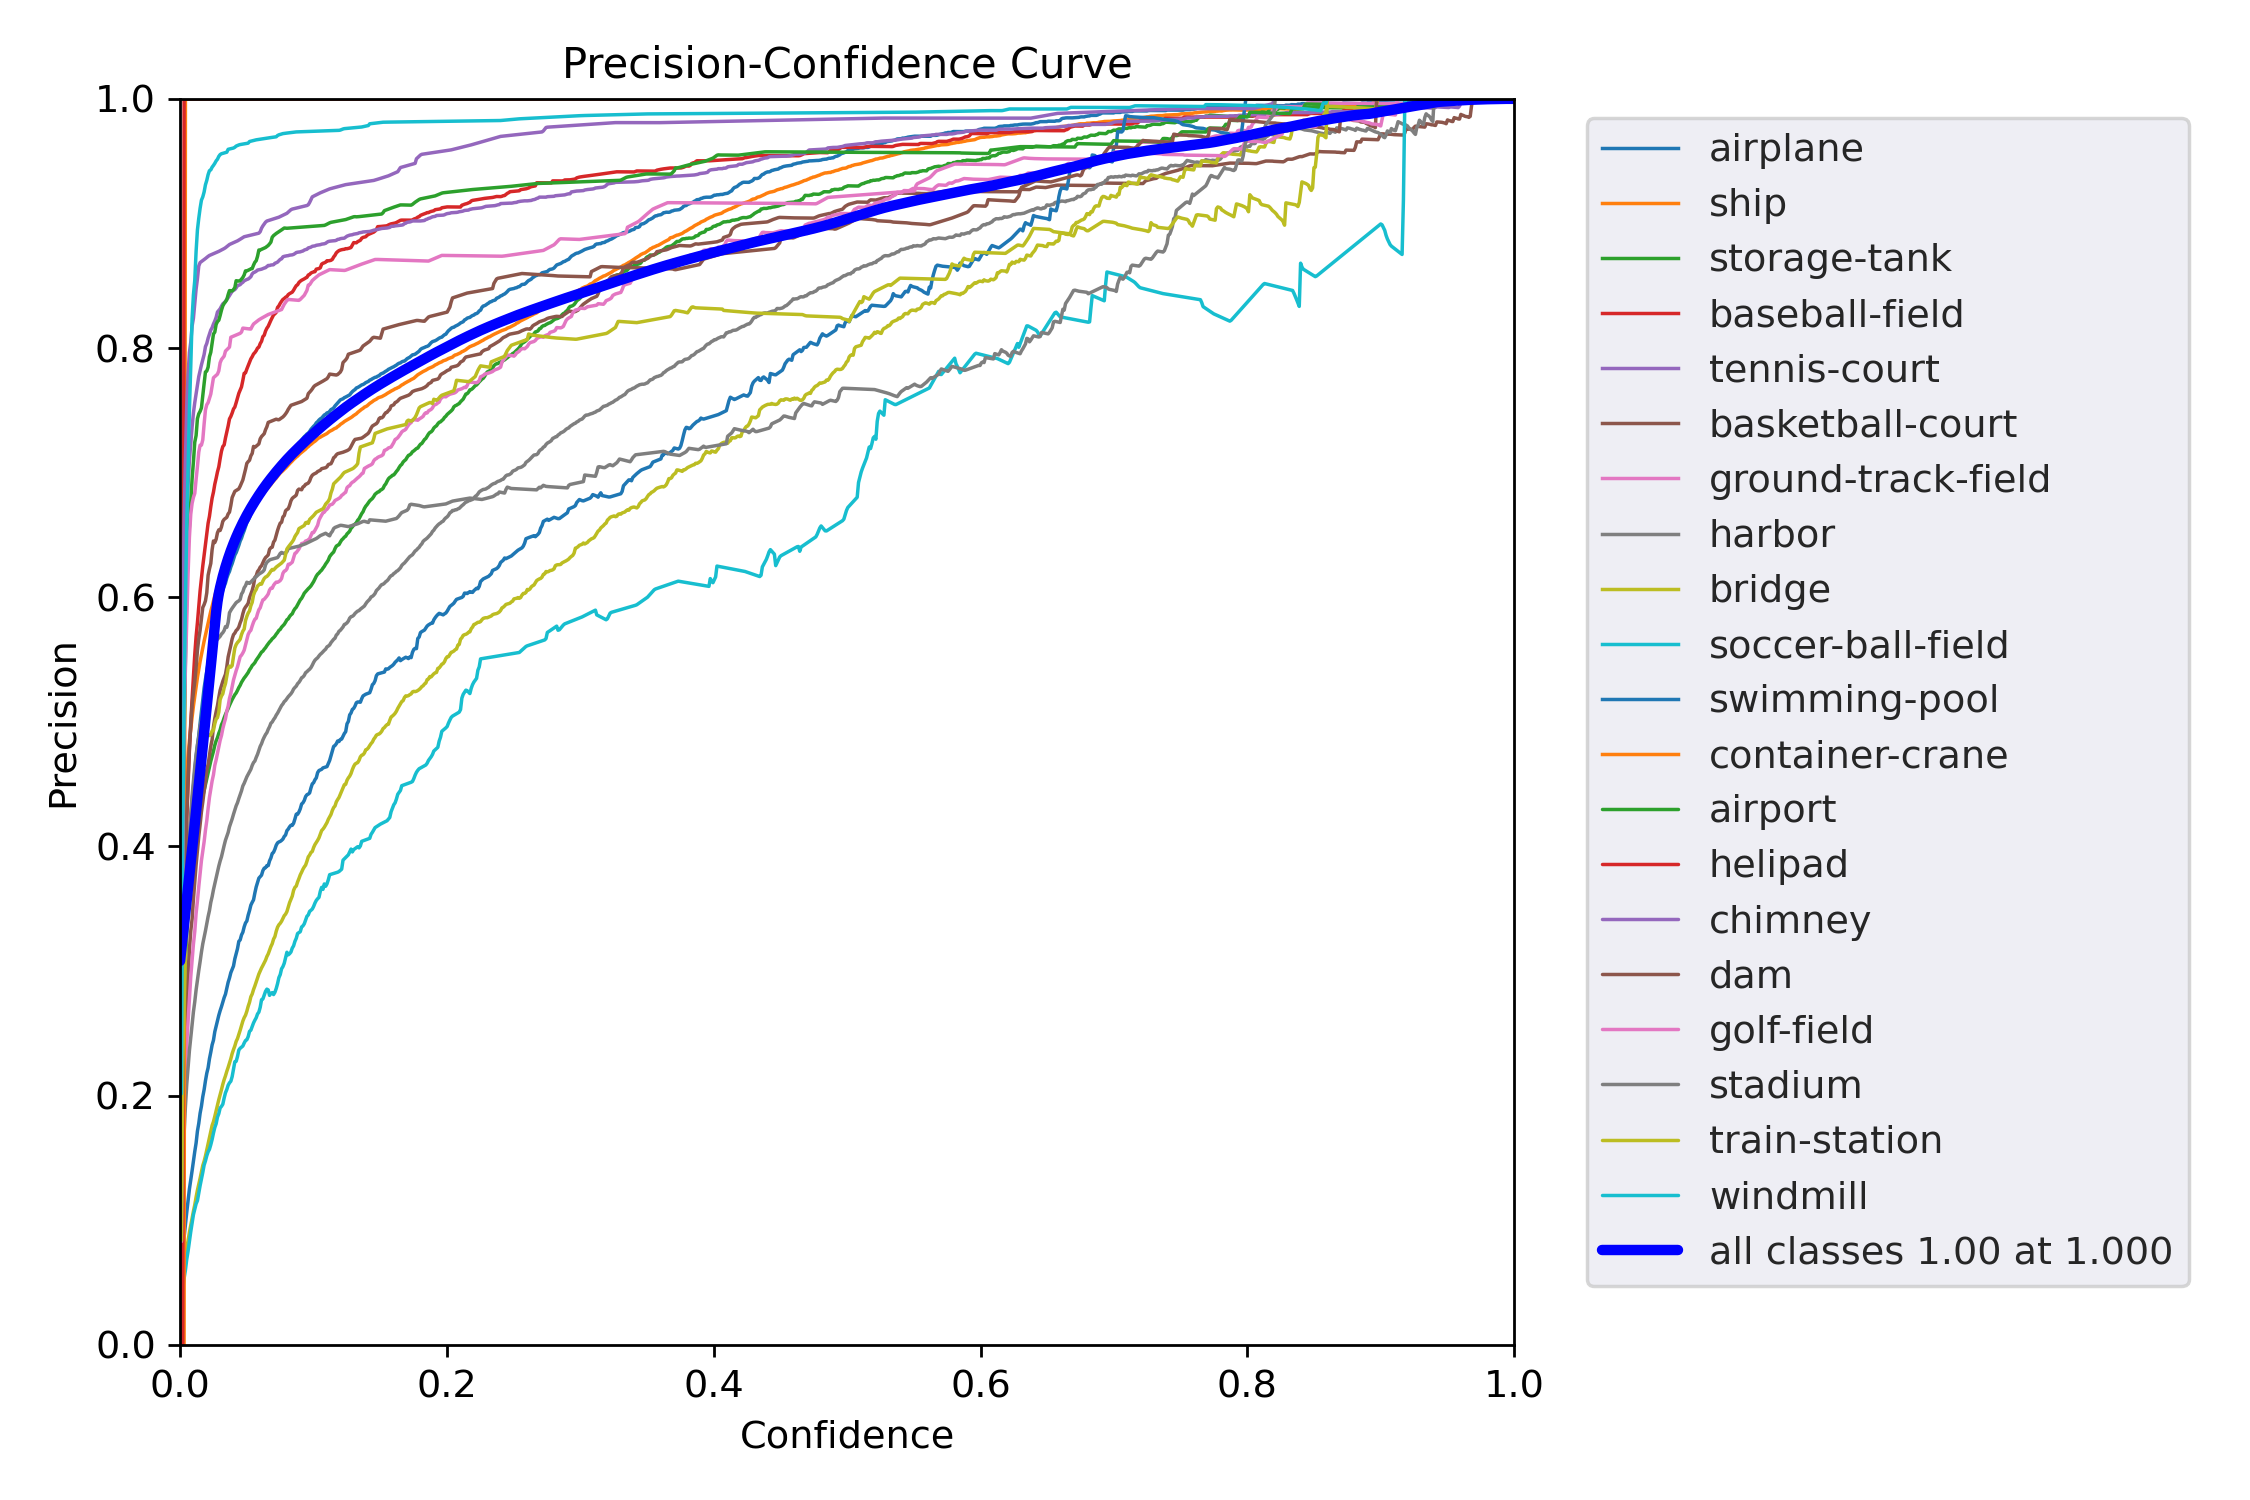 Precision-Confidence Curve
1.0
0.8
0.6
0.4
0.2
0.0
Precision
0.0 0.2 0.4 0.6 0.8 1.0
Confidence
airplane
ship
storage-tank
baseball-field
tennis-court
basketball-court
ground-track-field
harbor
bridge
soccer-ball-field
swimming-pool
container-crane
airport
helipad
chimney
dam
golf-field
stadium
train-station
windmill
all classes 1.00 at 1.000